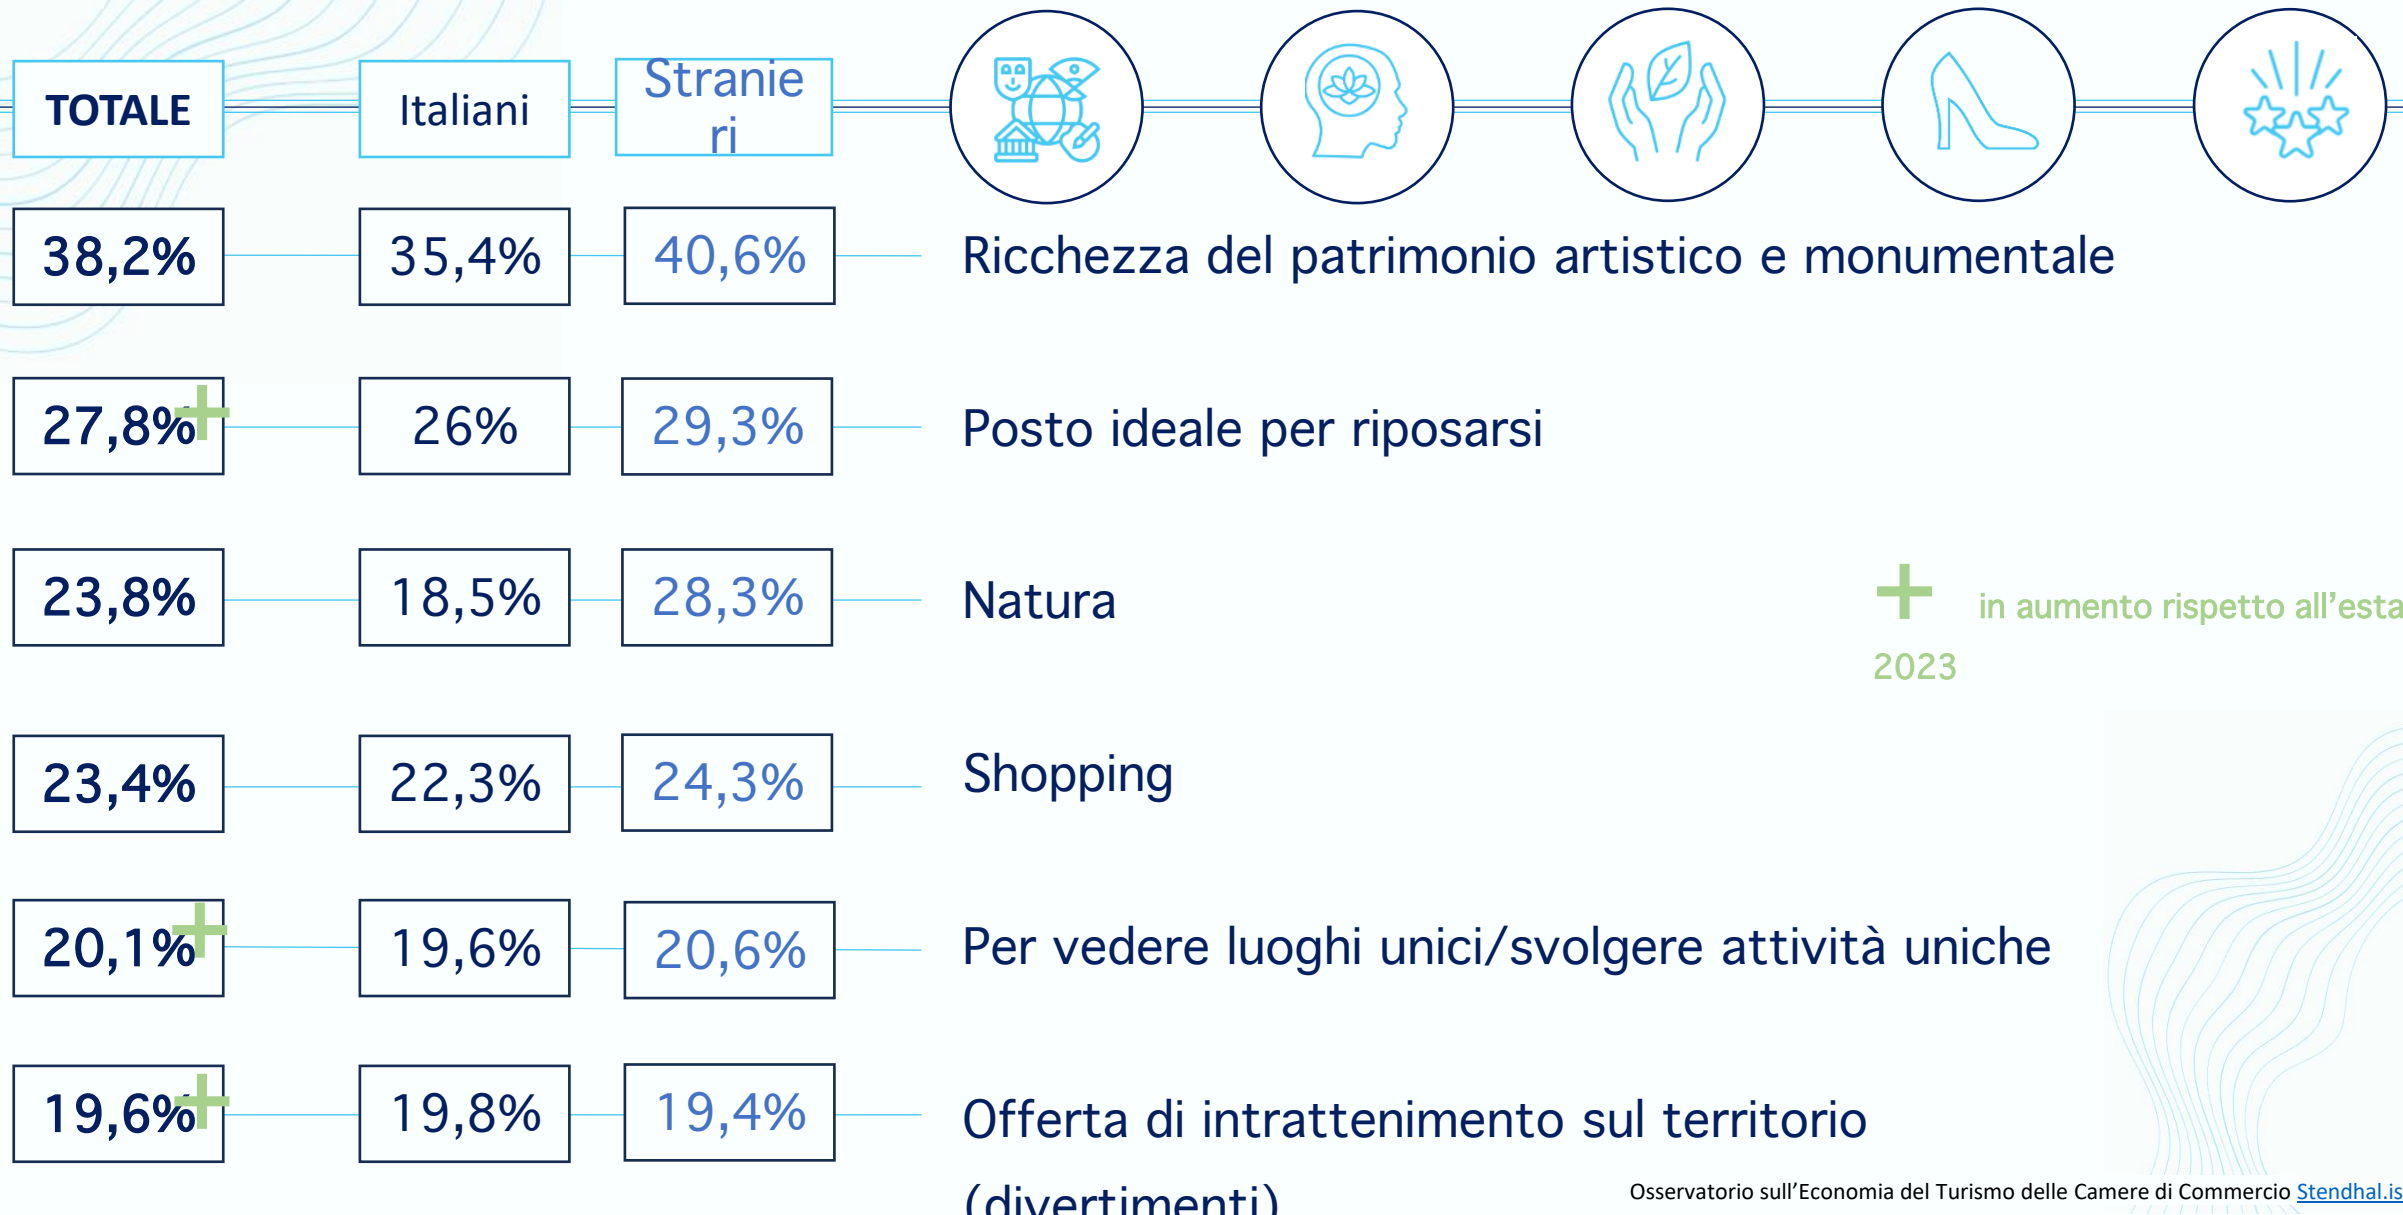 TOTALE Italiani Stranie
ri
38,2% 35,4% 40,6% Ricchezza del patrimonio artistico e monumentale
27,8% + 26% 29,3% Posto ideale per riposarsi
23,8% 18,5% 28,3% Natura
+ in aumento rispetto all'esta
2023
23,4% 22,3% 24,3% Shopping
20,1% + 19,6% 20,6% Per vedere luoghi unici/svolgere attività uniche
19,6% + 19,8% 19,4% Offerta di intrattenimento sul territorio
(divertimenti)
Osservatorio sull'Economia del Turismo delle Camere di Commercio Stendhal.is